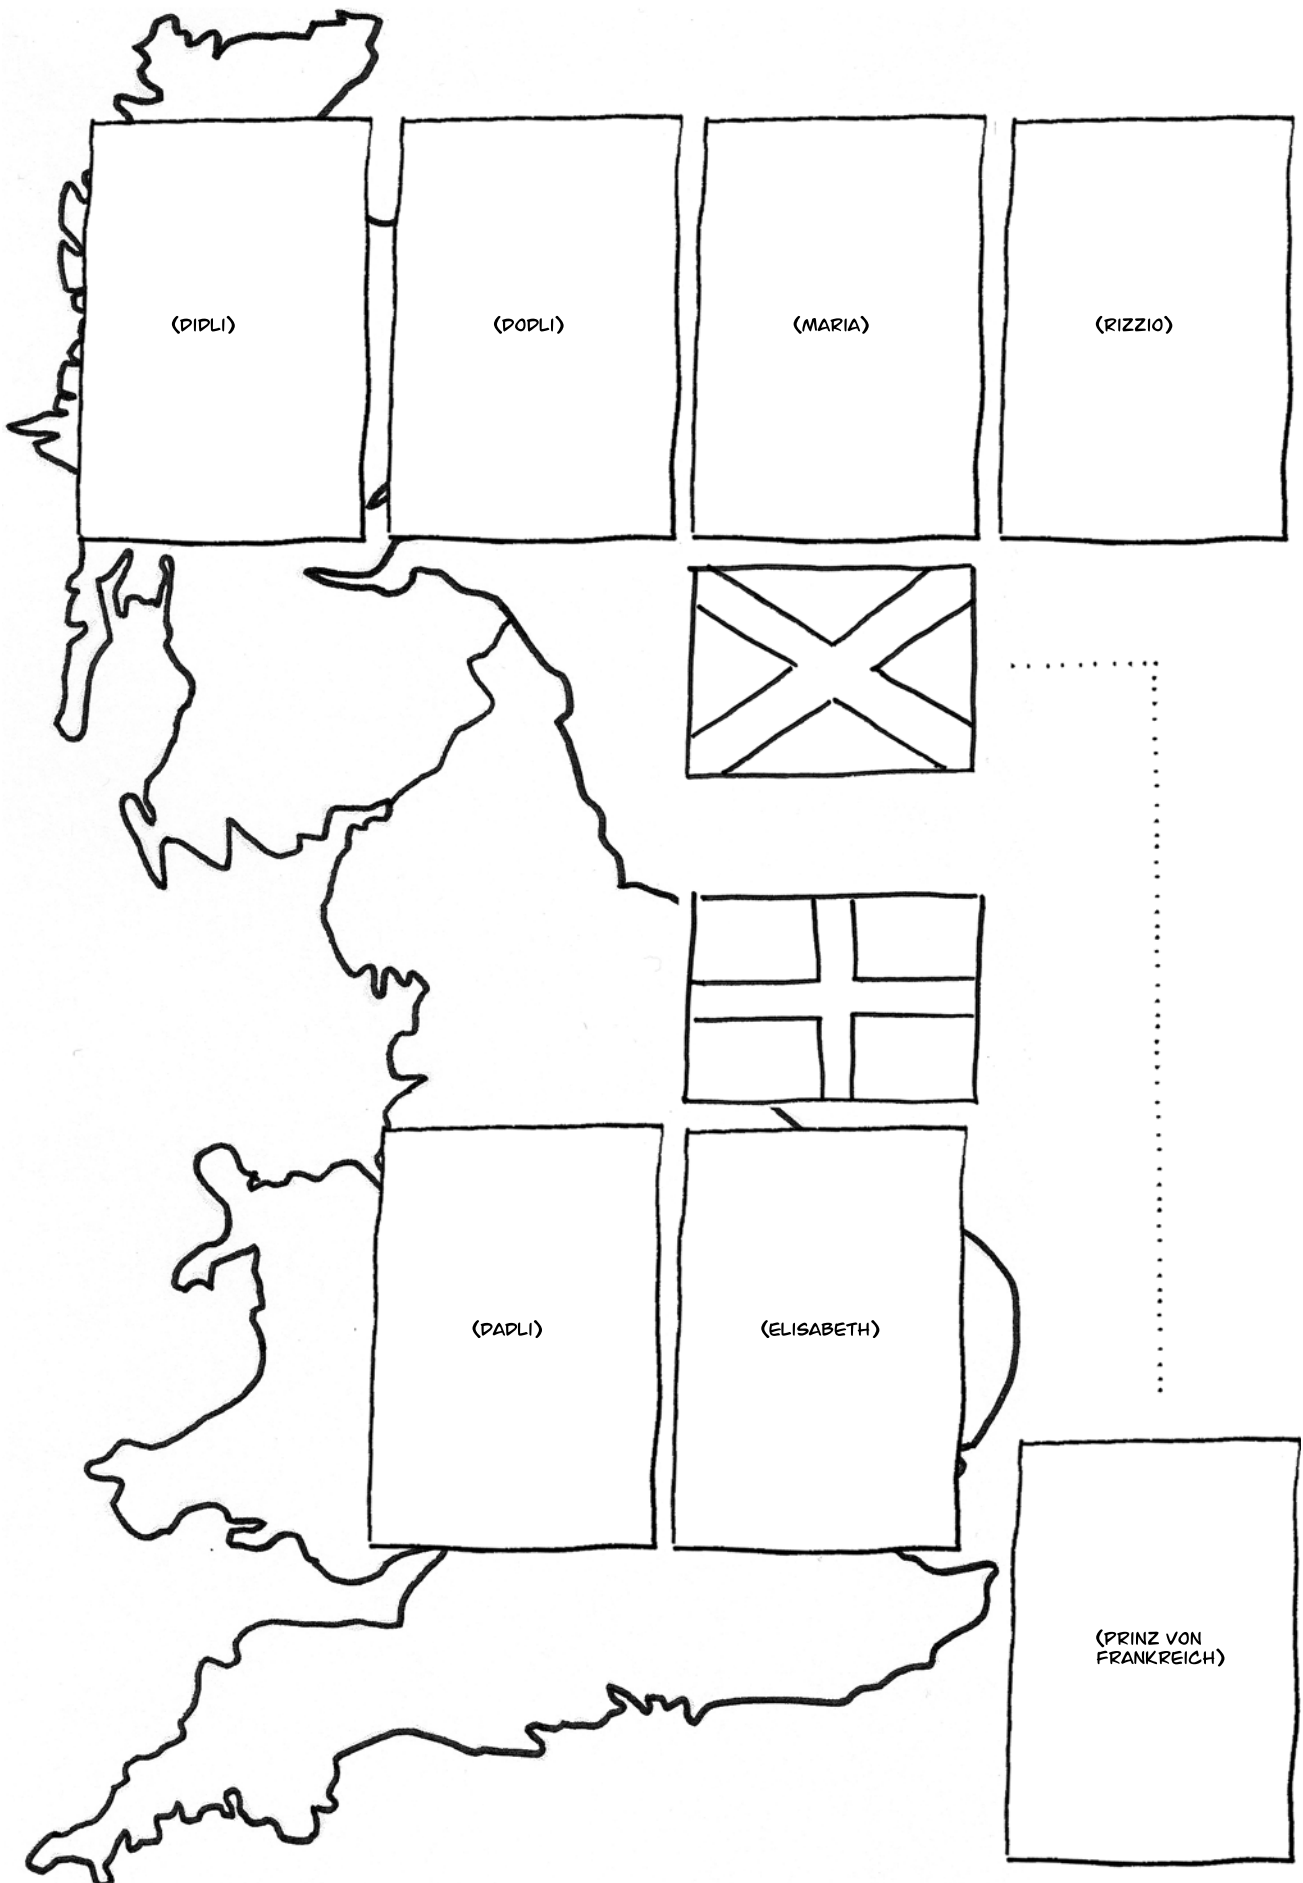 (DIDLI)
(DODLI)
(MARIA)
(RIZZIO)
(DADLI)
(ELISABETH)
(PRINZ VON
FRANKREICH)